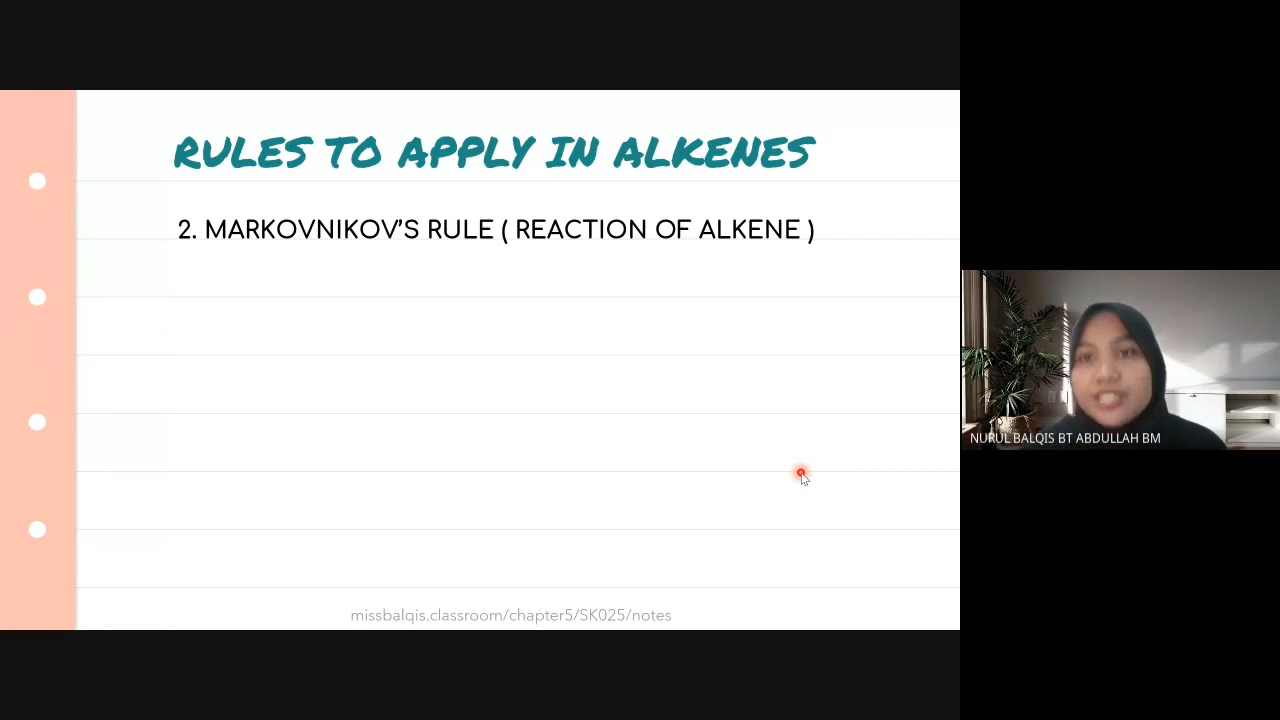 RULES TO APPLY IN ALKENES
2. MARKOVNIKOV'S RULE ( REACTION OF ALKENE )
NURUL BALQIS BT ABDULLAH BM
missbalqis.classroom/chapter5/SK025/notes